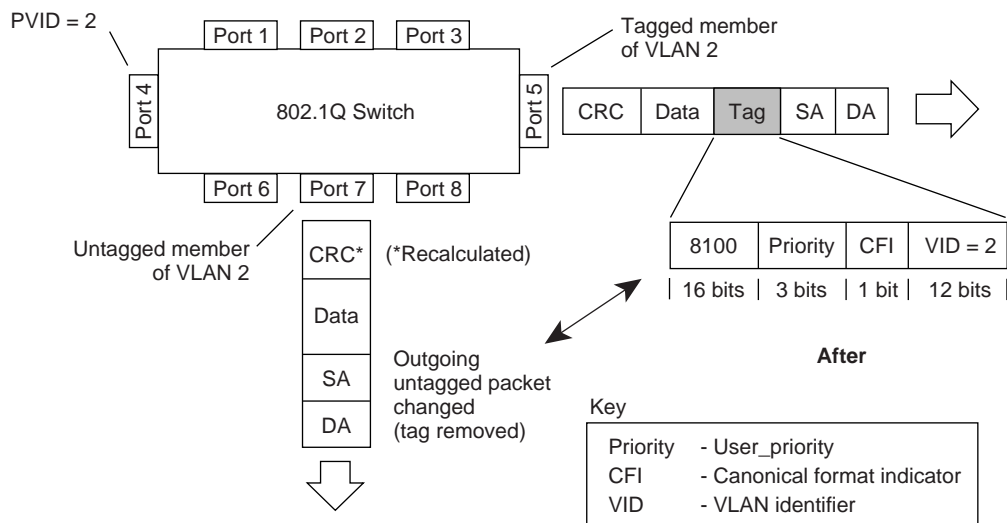 PVID = 2
Port 1
Port 2
Port 3
Tagged member
of VLAN 2
Port 4
802.1Q Switch
Port 5
CRC
Data
Tag
SA
DA
Port 6
Port 7
Port 8
Untagged member
of VLAN 2
CRC*
(*Recalculated)
Data
SA
DA
Outgoing
untagged packet
changed
(tag removed)
8100
Priority
CFI
VID = 2
16 bits
3 bits
1 bit
12 bits
After
Key
Priority - User_priority
CFI - Canonical format indicator
VID - VLAN identifier